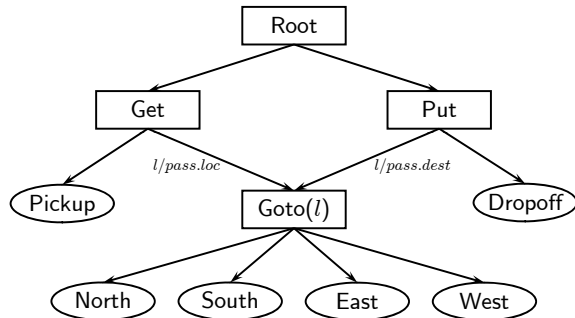 Root
Get
Put
l/pass.loc
l/pass.dest
Pickup
Goto(l)
Dropoff
North
South
East
West